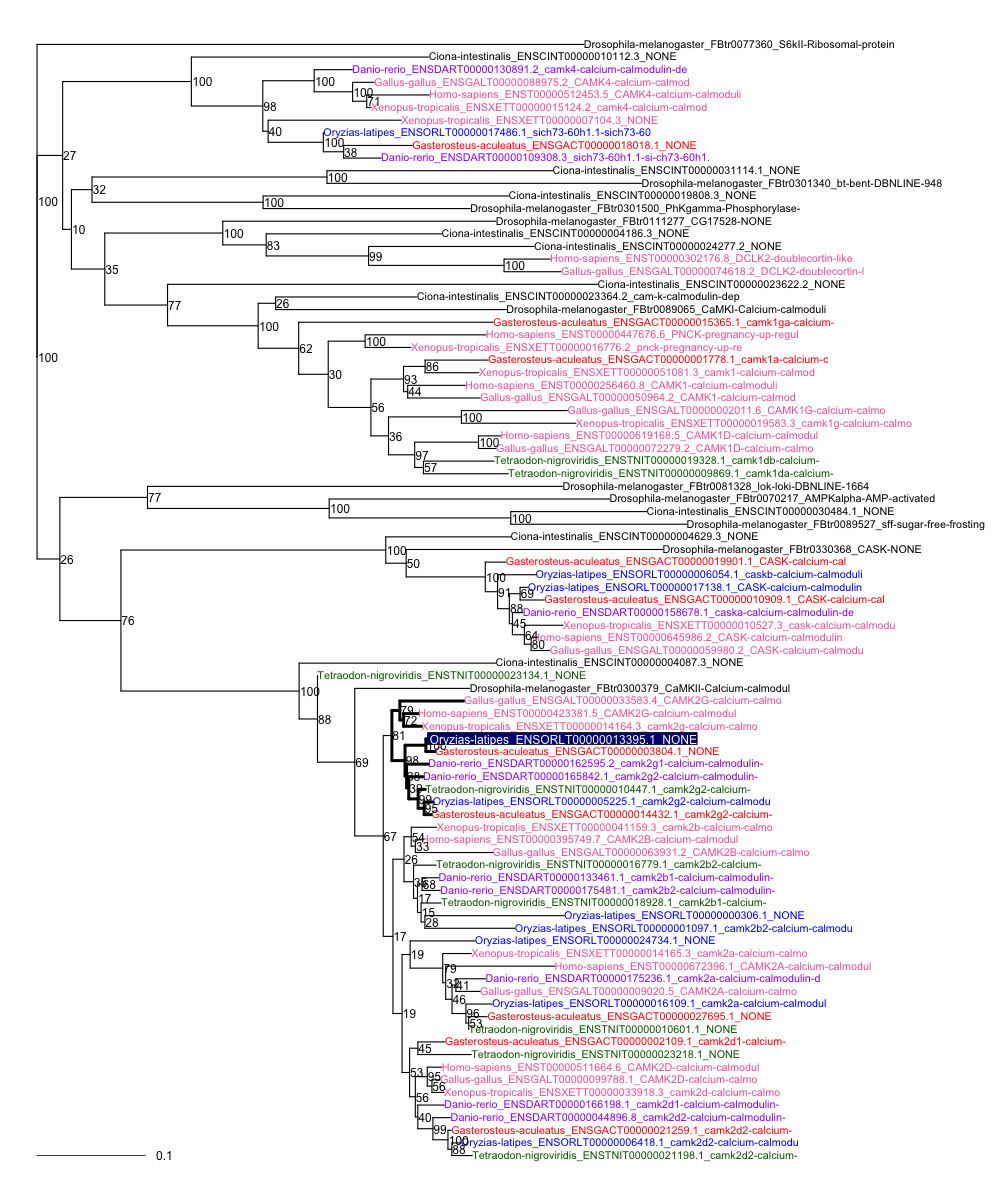 Drosophila-melanogaster_FBtr0077360_S6kII-Ribosomal-protein
Ciona-intestinalis_ENSCINT00000010112.3_NONE
Danio-rerio_ENSDART00000130891.2_camk4-calcium-calmodulin-de
100
100
Gallus-gallus_ENSGALT00000088975.2_CAMK4-calcium-calmod
100
Homo-sapiens_ENST00000512453.5_CAMK4-calcium-calmoduli
71
98
Xenopus-tropicalis_ENSXETT00000015124.2_camk4-calcium-calmod
Xenopus-tropicalis_ENSXETT00000007104.3_NONE
40
Oryzias-latipes_ENSORLT00000017486.1_sich73-60h1.1-sich73-60
100
Gasterosteus-aculeatus_ENSGACT00000018018.1_NONE
38
27
Danio-rerio_ENSDART00000109308.3_sich73-60h1.1-si-ch73-60h1.
Ciona-intestinalis_ENSCINT00000031114.1_NONE
100
Drosophila-melanogaster_FBtr0301340_bt-bent-DBNLINE-948
32
Ciona-intestinalis_ENSCINT00000019808.3_NONE
100
100
Drosophila-melanogaster_FBtr0301500_PhKgamma-Phosphorylase-
Drosophila-melanogaster_FBtr0111277_CG17528-NONE
10
100
Ciona-intestinalis_ENSCINT00000004186.3_NONE
83
Ciona-intestinalis_ENSCINT00000024277.2_NONE
99
Homo-sapiens_ENST00000302176.8_DCLK2-doublecortin-like
100
35
Gallus-gallus_ENSGALT00000074618.2_DCLK2-doublecortin-l
Ciona-intestinalis_ENSCINT00000023622.2_NONE
Ciona-intestinalis_ENSCINT00000023364.2_cam-k-calmodulin-dep
77
26
Drosophila-melanogaster_FBtr0089065_CaMKI-Calcium-calmoduli
Gasterosteus-aculeatus_ENSGACT00000015365.1_camk1ga-calcium-
100
Homo-sapiens_ENST00000447676.6_PNCK-pregnancy-up-regul
100
62
Xenopus-tropicalis_ENSXETT00000016776.2_pnck-pregnancy-up-re
100
Gasterosteus-aculeatus_ENSGACT00000001778.1_camk1a-calcium-c
86
30
Xenopus-tropicalis_ENSXETT00000051081.3_camk1-calcium-calmod
93
Homo-sapiens_ENST00000256460.8_CAMK1-calcium-calmoduli
44
Gallus-gallus_ENSGALT00000050964.2_CAMK1-calcium-calmod
56
Gallus-gallus_ENSGALT00000002011.6_CAMK1G-calcium-calmo
100
Xenopus-tropicalis_ENSXETT00000019583.3_camk1g-calcium-calmo
36
Homo-sapiens_ENST00000619168.5_CAMK1D-calcium-calmodul
100
Gallus-gallus_ENSGALT00000072279.2_CAMK1D-calcium-calmo
97
Tetraodon-nigroviridis_ENSTNIT00000019328.1_camk1db-calcium-
57
Tetraodon-nigroviridis_ENSTNIT00000009869.1_camk1da-calcium-
Drosophila-melanogaster_FBtr0081328_lok-loki-DBNLINE-1664
77
Drosophila-melanogaster_FBtr0070217_AMPKalpha-AMP-activated
100
Ciona-intestinalis_ENSCINT00000030484.1_NONE
100
Drosophila-melanogaster_FBtr0089527_sff-sugar-free-frosting
Ciona-intestinalis_ENSCINT00000004629.3_NONE
100
Drosophila-melanogaster_FBtr0330368_CASK-NONE
26
50
Gasterosteus-aculeatus_ENSGACT00000019901.1_CASK-calcium-cal
100
Oryzias-latipes_ENSORLT00000006054.1_caskb-calcium-calmoduli
91
Oryzias-latipes_ENSORLT00000017138.1_CASK-calcium-calmodulin
69
Gasterosteus-aculeatus_ENSGACT00000010909.1_CASK-calcium-cal
88
Danio-rerio_ENSDART00000158678.1_caska-calcium-calmodulin-de
76
45
Xenopus-tropicalis_ENSXETT00000010527.3_cask-calcium-calmodu
64
Homo-sapiens_ENST00000645986.2_CASK-calcium-calmodulin
80
Gallus-gallus_ENSGALT00000059980.2_CASK-calcium-calmodu
Ciona-intestinalis_ENSCINT00000004087.3_NONE
Tetraodon-nigroviridis_ENSTNIT00000023134.1_NONE
100
Drosophila-melanogaster_FBtr0300379_CaMKII-Calcium-calmodul
Gallus-gallus_ENSGALT00000033583.4_CAMK2G-calcium-calmo
79
Homo-sapiens_ENST00000423381.5_CAMK2G-calcium-calmodul
88
72
Xenopus-tropicalis_ENSXETT00000014164.3_camk2g-calcium-calmo
81
Oryzias-latipes_ENSORLT00000013395.1_NONE
100
Gasterosteus-aculeatus_ENSGACT00000003804.1_NONE
69
98
Danio-rerio_ENSDART00000162595.2_camk2g1-calcium-calmodulin-
38
Danio-rerio_ENSDART00000165842.1_camk2g2-calcium-calmodulin-
39
Tetraodon-nigroviridis_ENSTNIT00000010447.1_camk2g2-calcium-
99
Oryzias-latipes_ENSORLT00000005225.1_camk2g2-calcium-calmodu
95
Gasterosteus-aculeatus_ENSGACT00000014432.1_camk2g2-calcium-
Xenopus-tropicalis_ENSXETT00000041159.3_camk2b-calcium-calmo
67
54
Homo-sapiens_ENST00000395749.7_CAMK2B-calcium-calmodul
33
Gallus-gallus_ENSGALT00000063931.2_CAMK2B-calcium-calmo
26
Tetraodon-nigroviridis_ENSTNIT00000016779.1_camk2b2-calcium-
Danio-rerio_ENSDART00000133461.1_camk2b1-calcium-calmodulin-
68
Danio-rerio_ENSDART00000175481.1_camk2b2-calcium-calmodulin-
17
Tetraodon-nigroviridis_ENSTNIT00000018928.1_camk2b1-calcium-
15
Oryzias-latipes_ENSORLT00000000306.1_NONE
28
Oryzias-latipes_ENSORLT00000001097.1_camk2b2-calcium-calmodu
17
Oryzias-latipes_ENSORLT00000024734.1_NONE
19
Xenopus-tropicalis_ENSXETT00000014165.3_camk2a-calcium-calmo
79
Homo-sapiens_ENST00000672396.1_CAMK2A-calcium-calmodul
Danio-rerio_ENSDART00000175236.1_camk2a-calcium-calmodulin-d
41
Gallus-gallus_ENSGALT00000009020.5_CAMK2A-calcium-calmo
46
Oryzias-latipes_ENSORLT00000016109.1_camk2a-calcium-calmodul
19
96
Gasterosteus-aculeatus_ENSGACT00000027695.1_NONE
53
Tetraodon-nigroviridis_ENSTNIT00000010601.1_NONE
Gasterosteus-aculeatus_ENSGACT00000002109.1_camk2d1-calcium-
45
Tetraodon-nigroviridis_ENSTNIT00000023218.1_NONE
Homo-sapiens_ENST00000511664.6_CAMK2D-calcium-calmodul
53
95
Gallus-gallus_ENSGALT00000099788.1_CAMK2D-calcium-calmo
56
Xenopus-tropicalis_ENSXETT00000033918.3_camk2d-calcium-calmo
56
Danio-rerio_ENSDART00000166198.1_camk2d1-calcium-calmodulin-
40
Danio-rerio_ENSDART00000044896.8_camk2d2-calcium-calmodulin-
99
Gasterosteus-aculeatus_ENSGACT00000021259.1_camk2d2-calcium-
100
Oryzias-latipes_ENSORLT00000006418.1_camk2d2-calcium-calmodu
88
Tetraodon-nigroviridis_ENSTNIT00000021198.1_camk2d2-calcium-
0.1